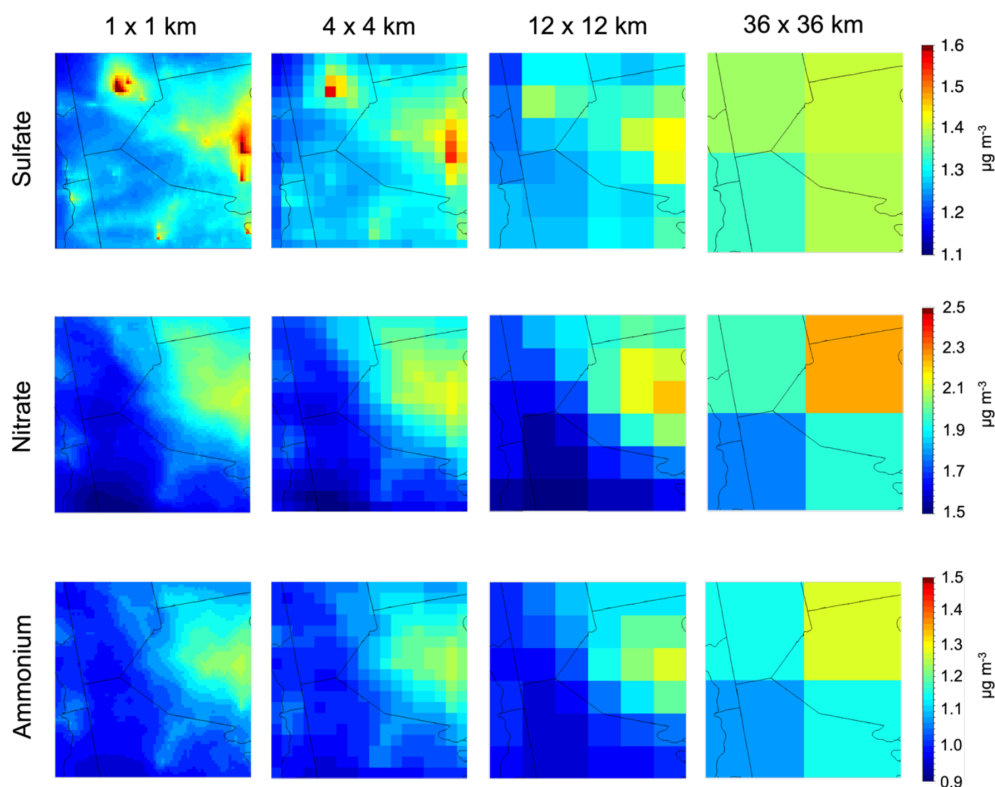 1 x 1 km 4 x 4 km 12 x 12 km 36 x 36 km
Sulfate
1.6
1.5
1.4
1.3
1.2
1.1
µg m⁻³
Nitrate
2.5
2.3
2.1
1.9
1.7
1.5
µg m⁻³
Ammonium
1.5
1.4
1.3
1.2
1.1
1.0
0.9
µg m⁻³